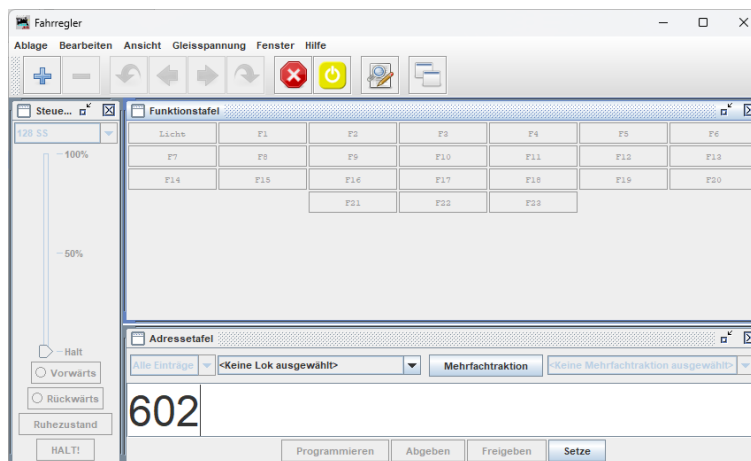 Fahrregler
Ablage Bearbeiten Ansicht Gleisspannung Fenster Hilfe
Steue...
128 SS
100%
50%
Halt
Vorwärts
Rückwärts
Ruhezustand
HALT!
Funktionstafel
Licht F1 F2 F3 F4 F5 F6
F7 F8 F9 F10 F11 F12 F13
F14 F15 F16 F17 F18 F19 F20
F21 F22 F23
Adressetafel
Alle Einträge <Keine Lok ausgewählt> Mehrfachtraktion <Keine Mehrfachtraktion ausgewählt>
602
Programmieren Abgeben Freigeben Setze